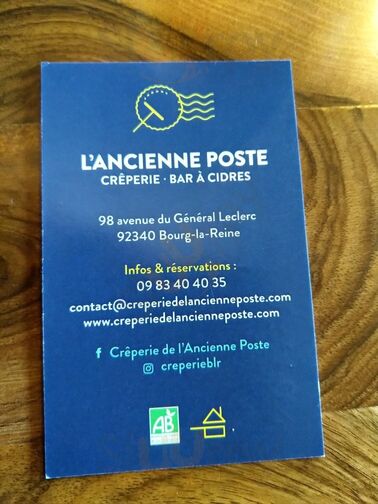 L'ANCIENNE POSTE
CRÊPERIE · BAR À CIDRES
98 avenue du Général Leclerc
92340 Bourg-la-Reine
Infos & réservations :
09 83 40 40 35
contact@creperiedelancienneposte.com
www.creperiedelancienneposte.com
f Crêperie de l'Ancienne Poste
creperieblr
AB